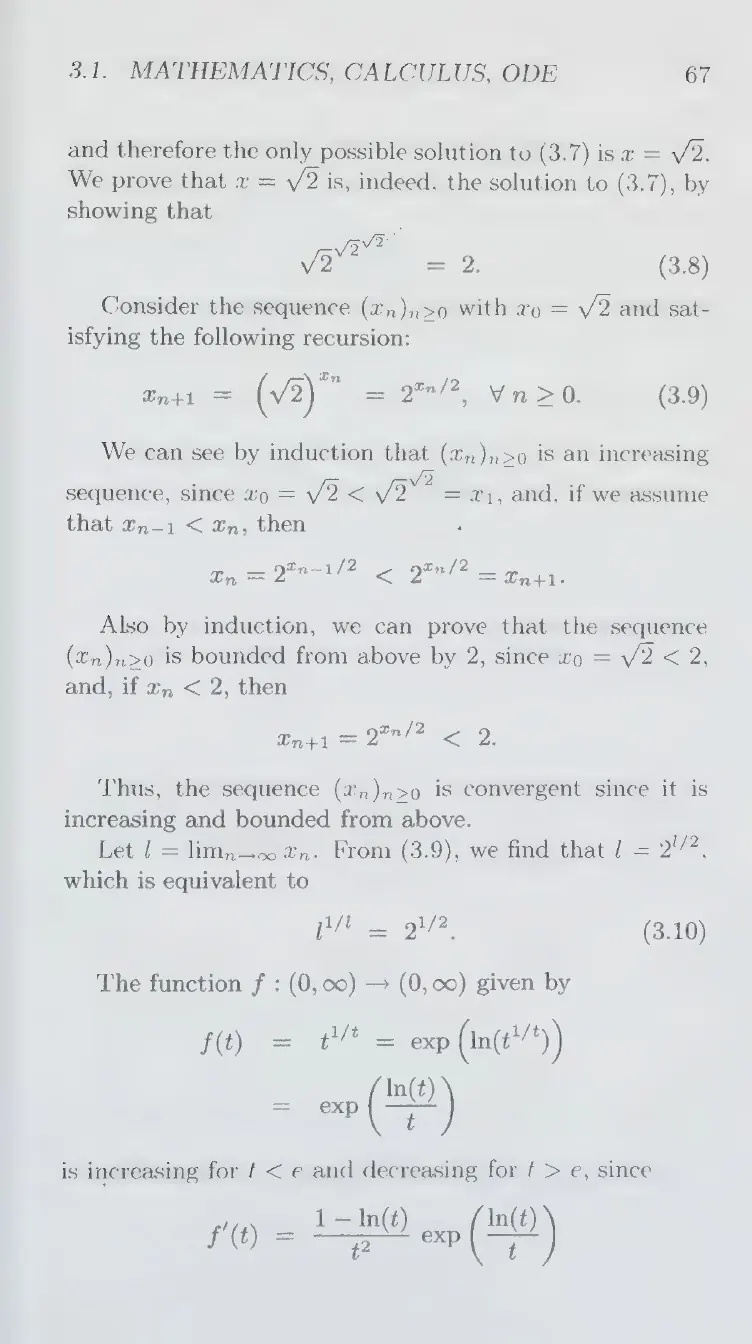 3.1. MATHEMATICS, CALCULUS, ODE 67
and therefore the only possible solution to (3.7) is x = √2.
We prove that x = √2 is, indeed, the solution to (3.7), by
showing that
√2^√2^√2^⋰ = 2. (3.8)
Consider the sequence (xₙ)ₙ≥₀ with x₀ = √2 and sat-
isfying the following recursion:
xₙ₊₁ = (√2)^(xₙ) = 2^(xₙ/2), ∀ n ≥ 0. (3.9)
We can see by induction that (xₙ)ₙ≥₀ is an increasing
sequence, since x₀ = √2 < √2^√2 = x₁, and, if we assume
that xₙ₋₁ < xₙ, then
xₙ = 2^(xₙ₋₁/2) < 2^(xₙ/2) = xₙ₊₁.
Also by induction, we can prove that the sequence
(xₙ)ₙ≥₀ is bounded from above by 2, since x₀ = √2 < 2,
and, if xₙ < 2, then
xₙ₊₁ = 2^(xₙ/2) < 2.
Thus, the sequence (xₙ)ₙ≥₀ is convergent since it is
increasing and bounded from above.
Let l = limₙ→∞ xₙ. From (3.9), we find that l = 2^(l/2),
which is equivalent to
l^(1/l) = 2^(1/2). (3.10)
The function f : (0, ∞) → (0, ∞) given by
f(t) = t^(1/t) = exp (ln(t^(1/t)))
= exp (ln(t)/t)
is increasing for t < e and decreasing for t > e, since
f′(t) = (1 − ln(t))/t² exp (ln(t)/t)